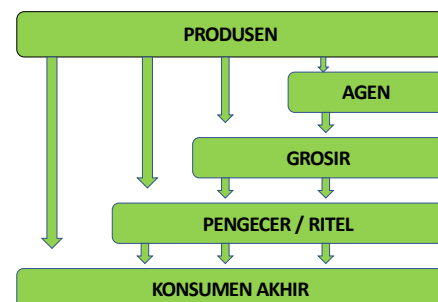 PRODUSEN
AGEN
GROSIR
PENGECER / RITEL
KONSUMEN AKHIR